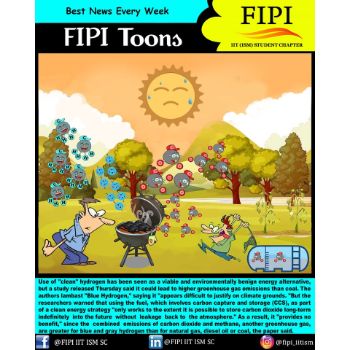 Best News Every Week
FIPI Toons
FIPI
IIT (ISM) STUDENT CHAPTER
Use of "clean" hydrogen has been seen as a viable and environmentally benign energy alternative,
but a study released Thursday said it could lead to higher greenhouse gas emissions than coal. The
authors lambast "Blue Hydrogen," saying it "appears difficult to justify on climate grounds. "But the
researchers warned that using the fuel, which involves carbon capture and storage (CCS), as part
of a clean energy strategy "only works to the extent it is possible to store carbon dioxide long-term
indefinitely into the future without leakage back to the atmosphere." As a result, it "provides no
benefit," since the combined emissions of carbon dioxide and methane, another greenhouse gas,
are greater for blue and gray hydrogen than for natural gas, diesel oil or coal, the paper said.
@FIPI IIT ISM SC
@FIPI IIT ISM SC
@fipi_iitism